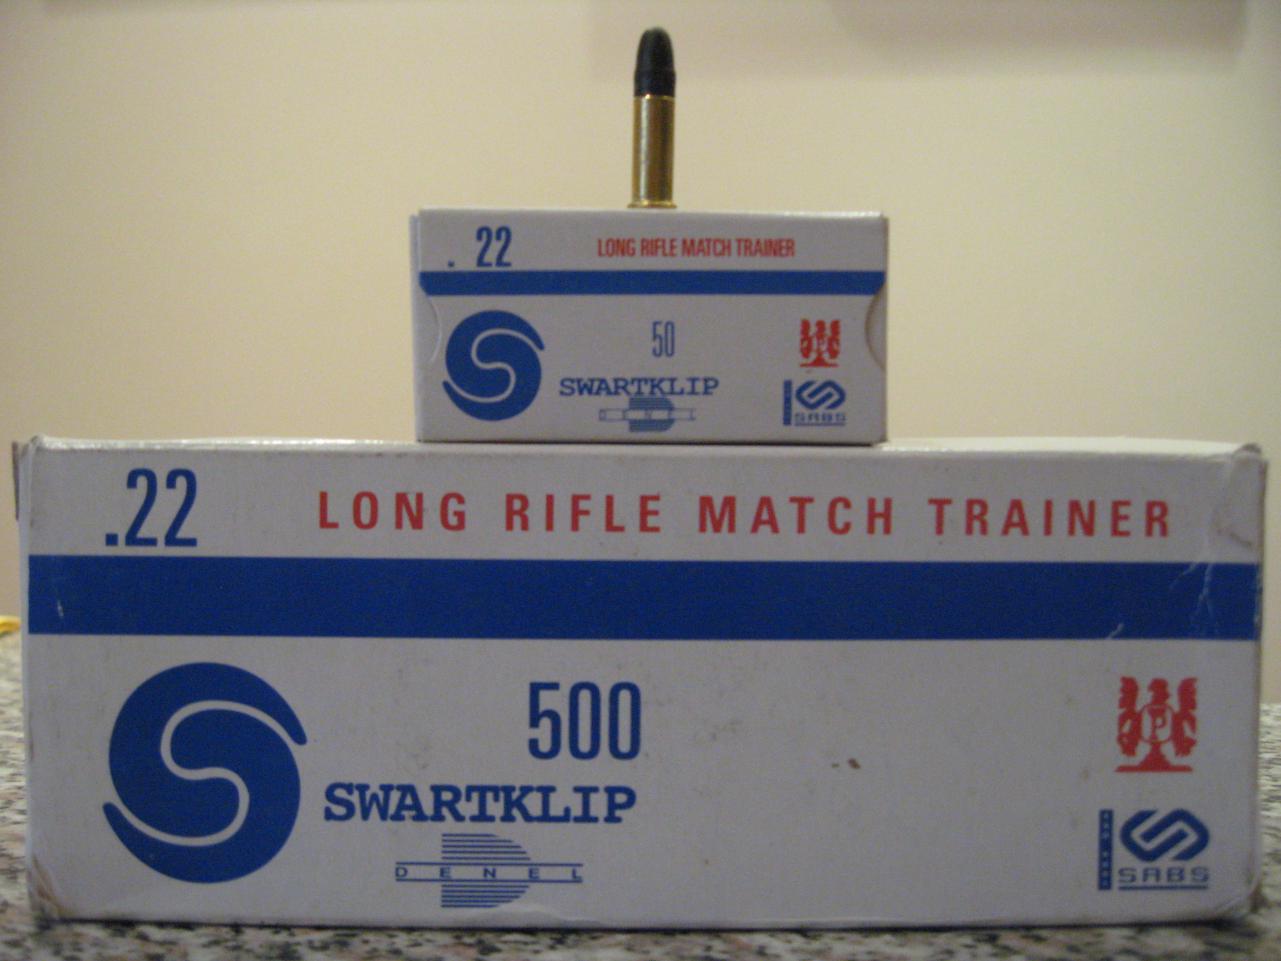 . 22 LONG RIFLE MATCH TRAINER
50
SWARTKLIP
DENEL
SABS
.22 LONG RIFLE MATCH TRAINER
500
SWARTKLIP
DENEL
SABS